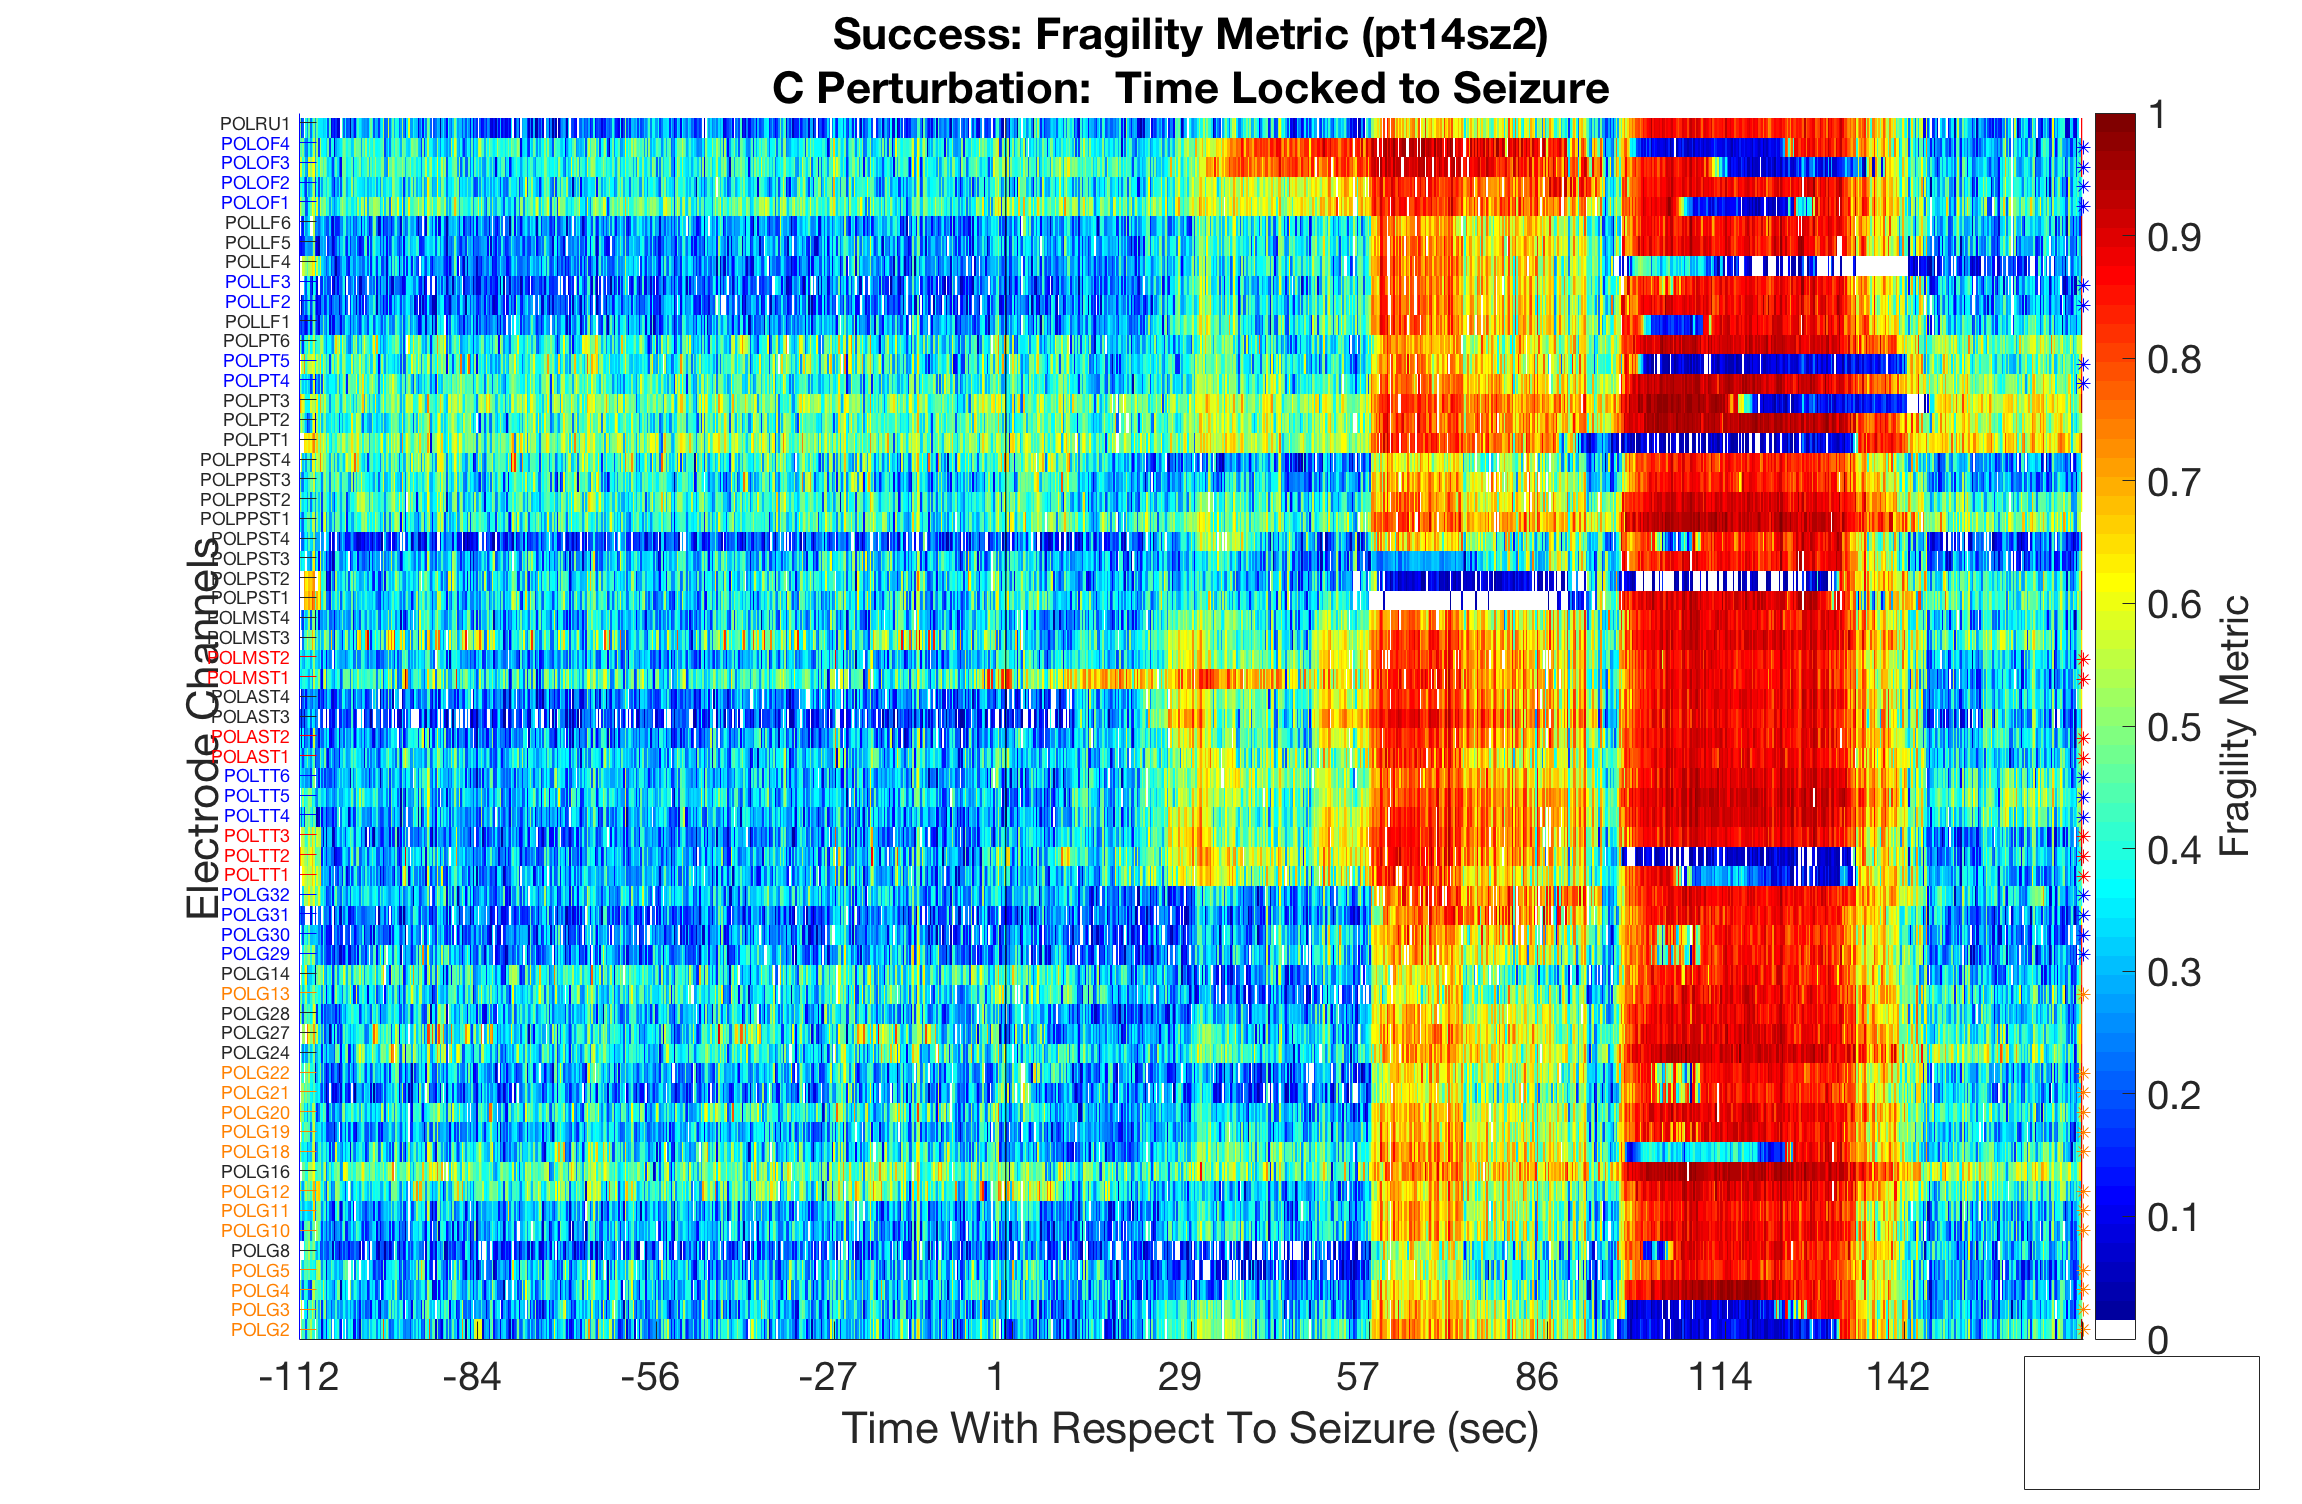 Success: Fragility Metric (pt14sz2)
C Perturbation:  Time Locked to Seizure
POLRU1
POLOF4
POLOF3
POLOF2
POLOF1
POLLF6
POLLF5
POLLF4
POLLF3
POLLF2
POLLF1
POLPT6
POLPT5
POLPT4
POLPT3
POLPT2
POLPT1
POLPPST4
POLPPST3
POLPPST2
POLPPST1
POLPST4
POLPST3
POLPST2
POLPST1
POLMST4
POLMST3
POLMST2
POLMST1
POLAST4
POLAST3
POLAST2
POLAST1
POLTT6
POLTT5
POLTT4
POLTT3
POLTT2
POLTT1
POLG32
POLG31
POLG30
POLG29
POLG14
POLG13
POLG28
POLG27
POLG24
POLG22
POLG21
POLG20
POLG19
POLG18
POLG16
POLG12
POLG11
POLG10
POLG8
POLG5
POLG4
POLG3
POLG2
Electrode Channels
-112 -84 -56 -27 1 29 57 86 114 142
Time With Respect To Seizure (sec)
1
0.9
0.8
0.7
0.6
0.5
0.4
0.3
0.2
0.1
0
Fragility Metric